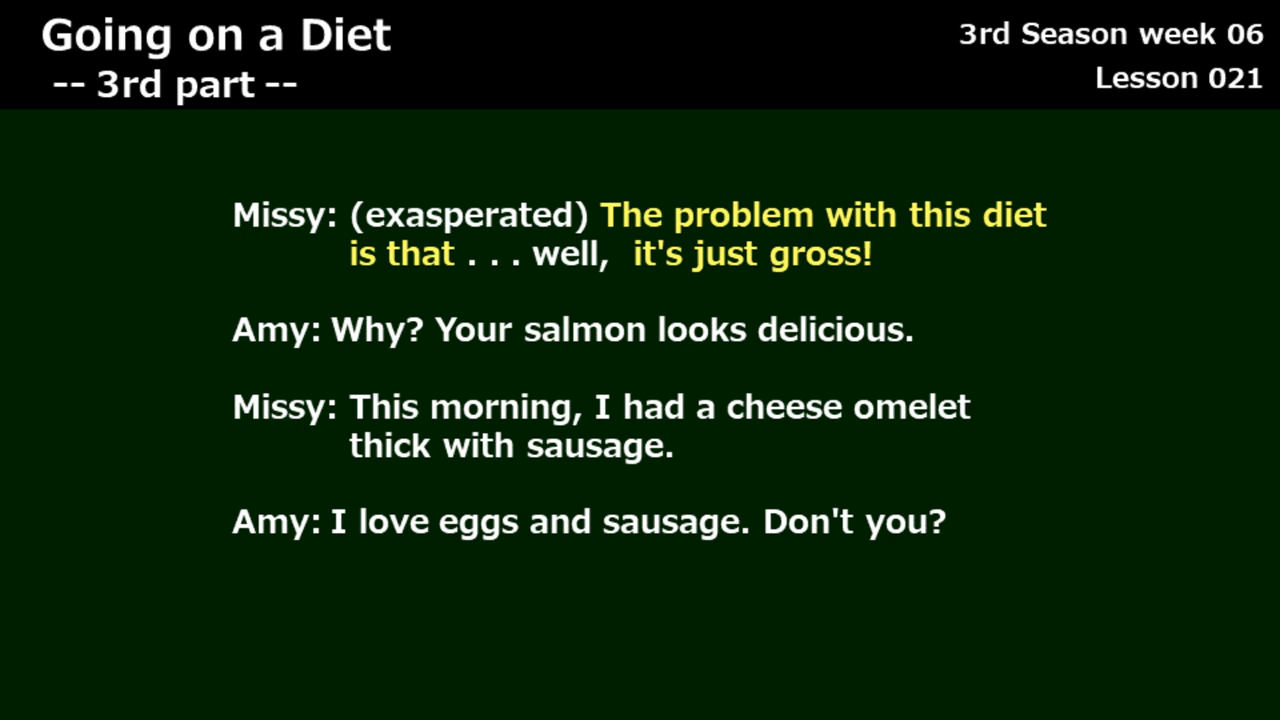 Going on a Diet
3rd Season week 06
-- 3rd part --
Lesson 021
Missy: (exasperated) The problem with this diet
is that . . . well, it's just gross!
Amy: Why? Your salmon looks delicious.
Missy: This morning, I had a cheese omelet
thick with sausage.
Amy: I love eggs and sausage. Don't you?